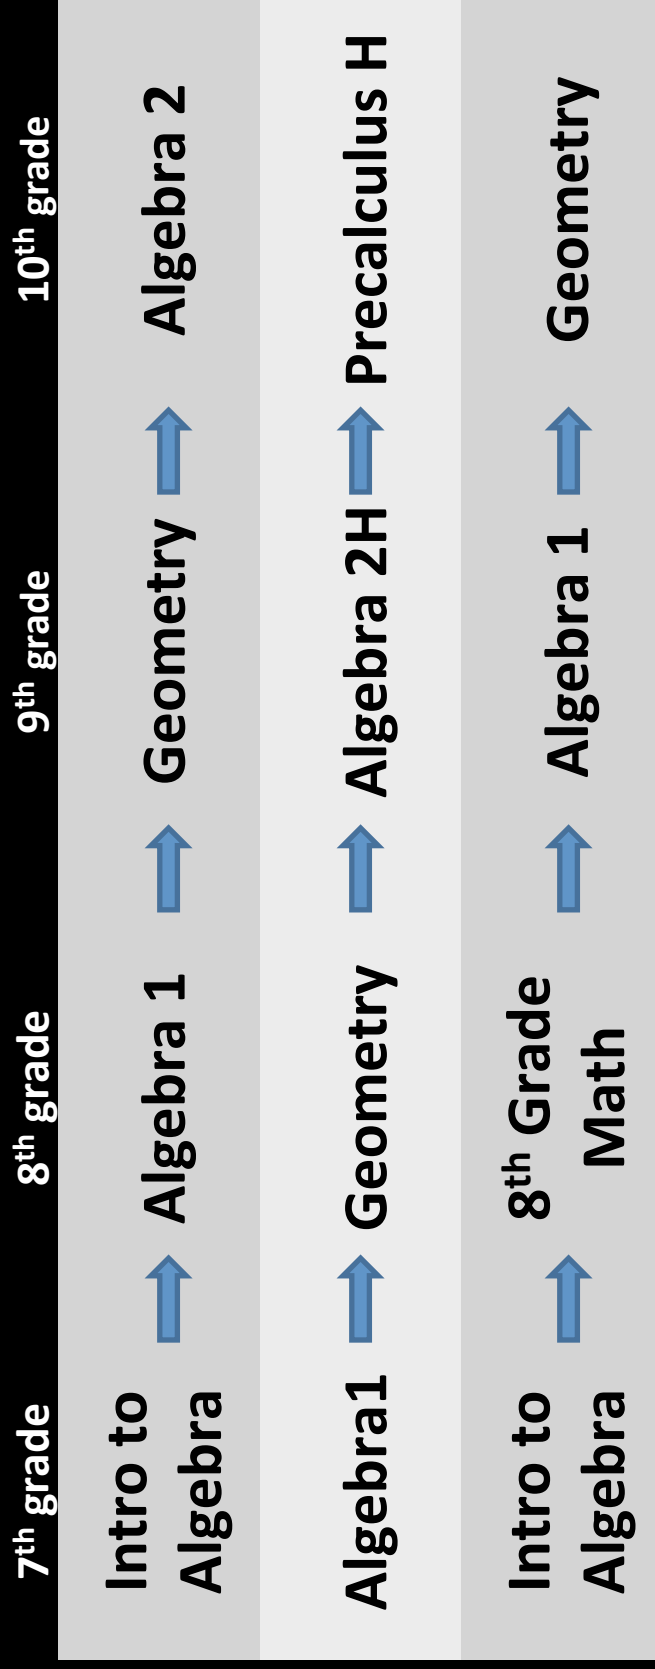 7th grade 8th grade 9th grade 10th grade
Intro to
Algebra
Algebra 1
Geometry
Algebra 2
Algebra1
Geometry
Algebra 2H
Precalculus H
Intro to
Algebra
8th Grade
Math
Algebra 1
Geometry